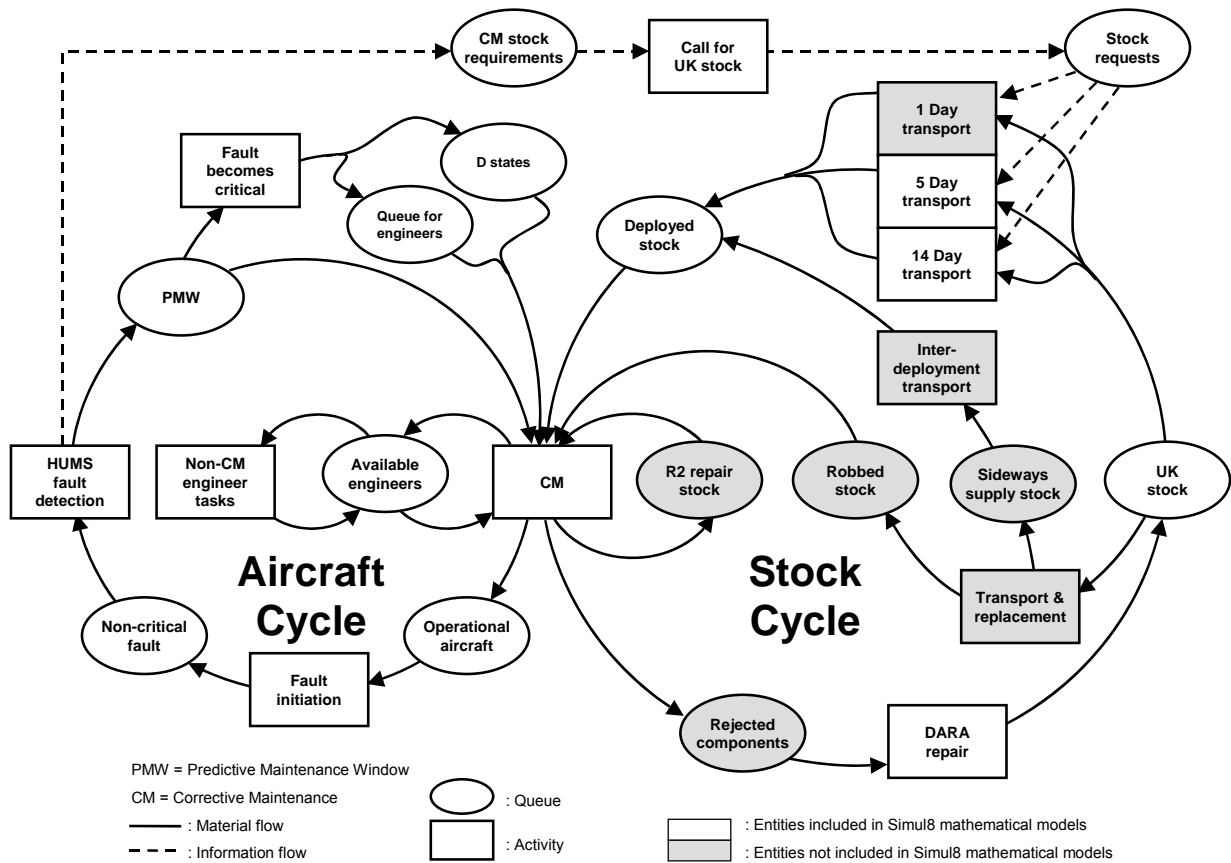 CM stock
requirements
Call for
UK stock
Stock
requests
1 Day
transport
Fault
becomes
critical
D states
5 Day
transport
Queue for
engineers
Deployed
stock
14 Day
transport
PMW
Inter-
deployment
transport
HUMS
fault
detection
Non-CM
engineer
tasks
Available
engineers
CM
R2 repair
stock
Robbed
stock
Sideways
supply stock
UK
stock
Aircraft
Cycle
Stock
Cycle
Transport &
replacement
Non-critical
fault
Operational
aircraft
Fault
initiation
Rejected
components
DARA
repair
PMW = Predictive Maintenance Window
CM = Corrective Maintenance
: Material flow
: Information flow
: Queue
: Activity
: Entities included in Simul8 mathematical models
: Entities not included in Simul8 mathematical models